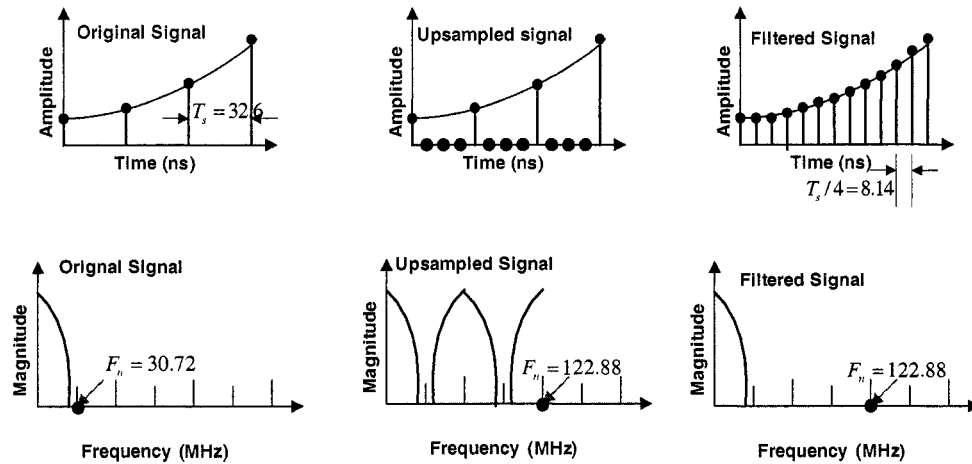 Original Signal
Amplitude
T_s = 32.6
Time (ns)
Upsampled signal
Amplitude
Time (ns)
Filtered Signal
Amplitude
Time (ns)
T_s/4 = 8.14
Orignal Signal
Magnitude
F_n = 30.72
Frequency (MHz)
Upsampled Signal
Magnitude
F_n = 122.88
Frequency (MHz)
Filtered Signal
Magnitude
F_n = 122.88
Frequency (MHz)